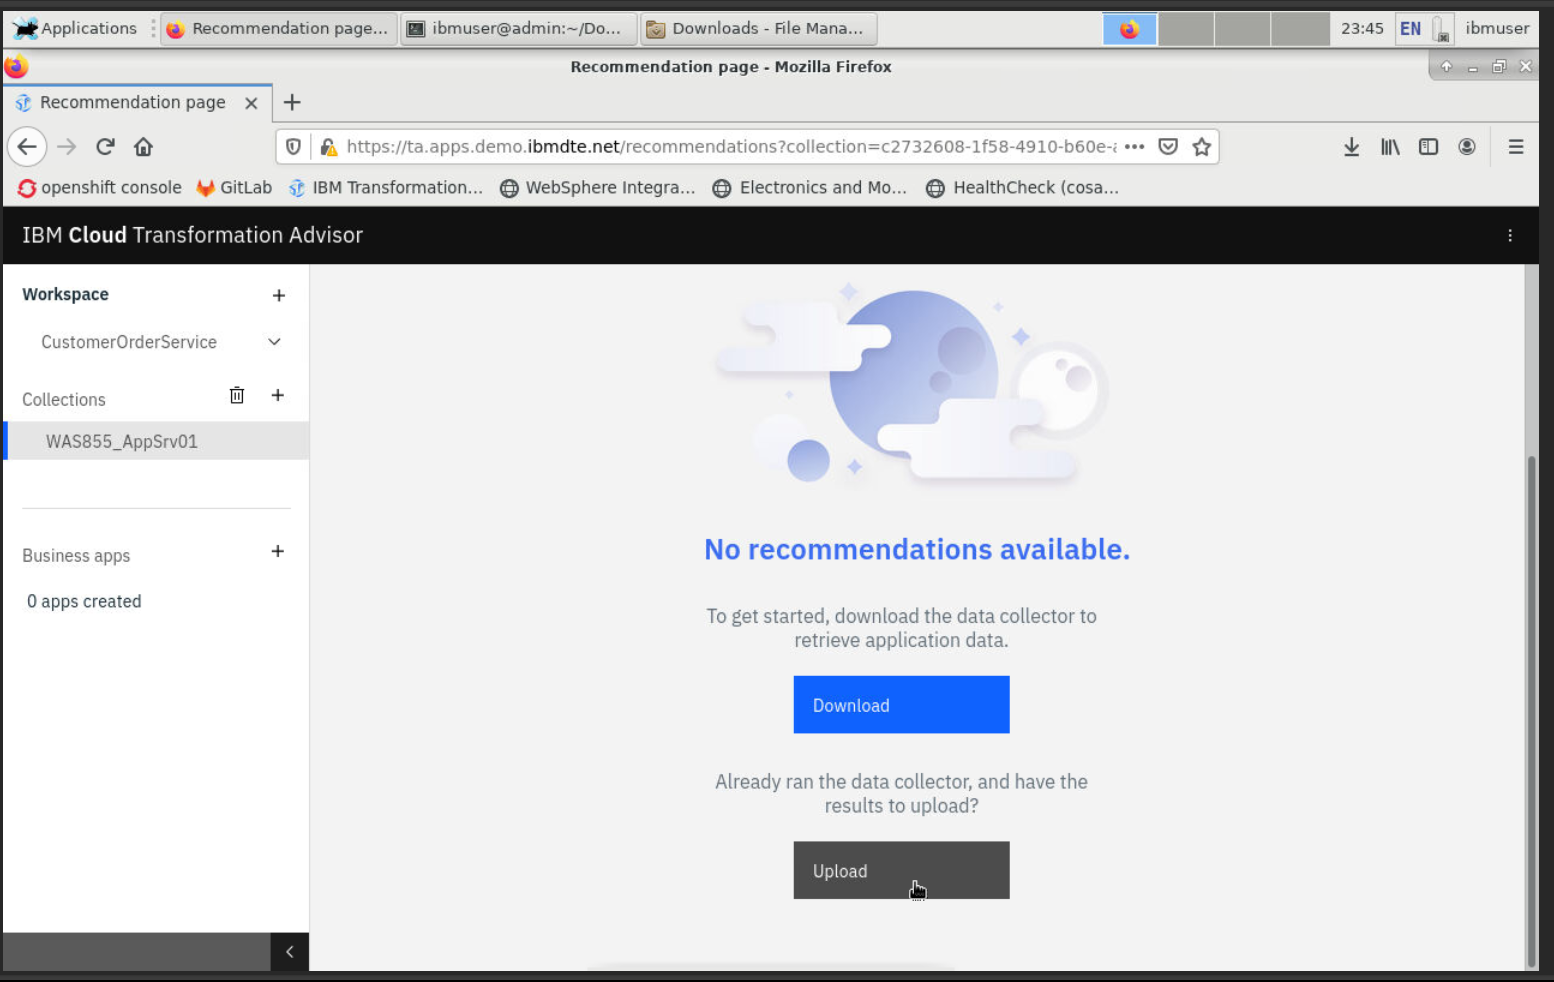 Applications
Recommendation page...
ibmuser@admin:~/Do...
Downloads - File Mana...
23:45
EN
ibmuser
Recommendation page - Mozilla Firefox
Recommendation page
https://ta.apps.demo.ibmdte.net/recommendations?collection=c2732608-1f58-4910-b60e-
openshift console
GitLab
IBM Transformation...
WebSphere Integra...
Electronics and Mo...
HealthCheck (cosa...
IBM Cloud Transformation Advisor
Workspace
CustomerOrderService
Collections
WAS855_AppSrv01
Business apps
0 apps created
No recommendations available.
To get started, download the data collector to
retrieve application data.
Download
Already ran the data collector, and have the
results to upload?
Upload